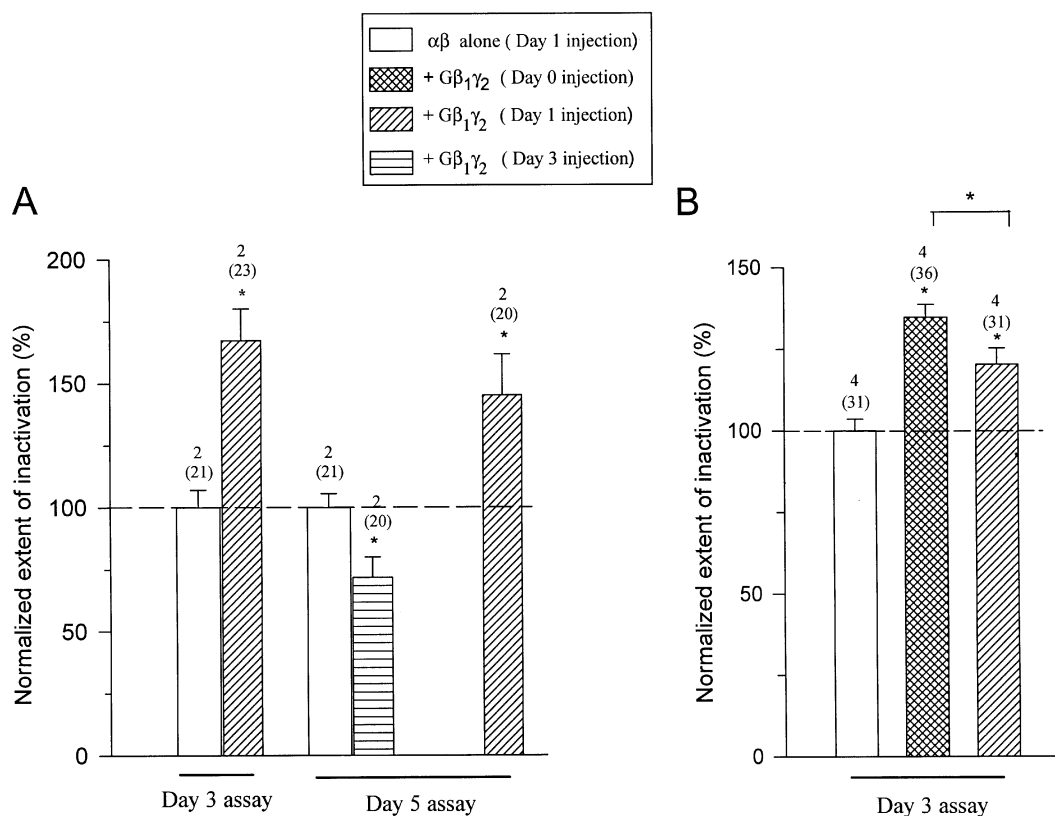 αβ alone ( Day 1 injection)
+ Gβ₁γ₂ ( Day 0 injection)
+ Gβ₁γ₂ ( Day 1 injection)
+ Gβ₁γ₂ ( Day 3 injection)
A
Normalized extent of inactivation (%)
200
150
100
50
0
2
(21)
2
(23)
*
2
(21)
2
(20)
*
2
(20)
*
Day 3 assay
Day 5 assay
B
*
Normalized extent of inactivation (%)
150
100
50
0
4
(31)
4
(36)
*
4
(31)
*
Day 3 assay